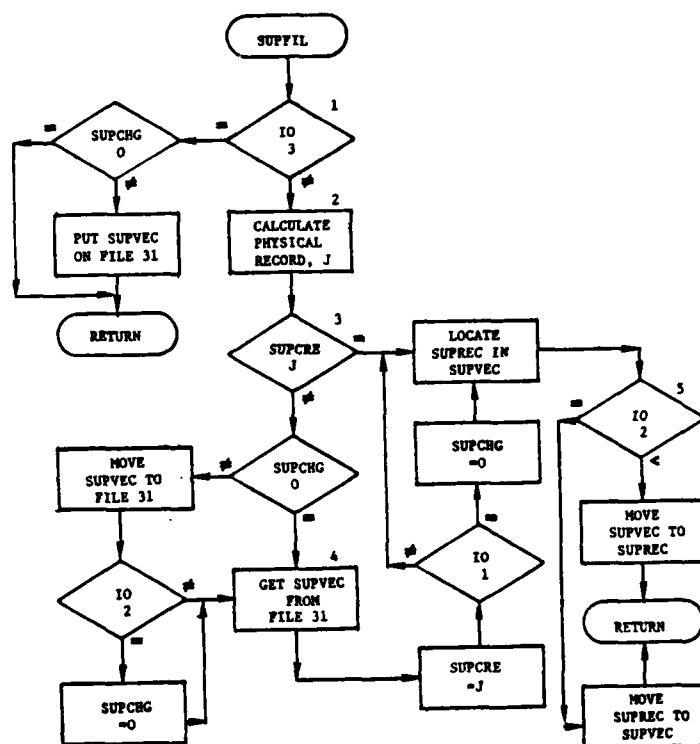 SUPFIL
1
IO
3
=
≠
SUPCHG
0
=
≠
PUT SUPVEC
ON FILE 31
RETURN
2
CALCULATE
PHYSICAL
RECORD, J
3
SUPCRE
J
=
≠
LOCATE
SUPREC IN
SUPVEC
5
IO
2
=
<
SUPCHG
=0
MOVE
SUPVEC TO
FILE 31
≠
SUPCHG
0
=
MOVE
SUPVEC TO
SUPREC
≠
=
IO
1
4
GET SUPVEC
FROM
FILE 31
IO
2
≠
=
RETURN
SUPCRE
=J
SUPCHG
=0
MOVE
SUPREC TO
SUPVEC